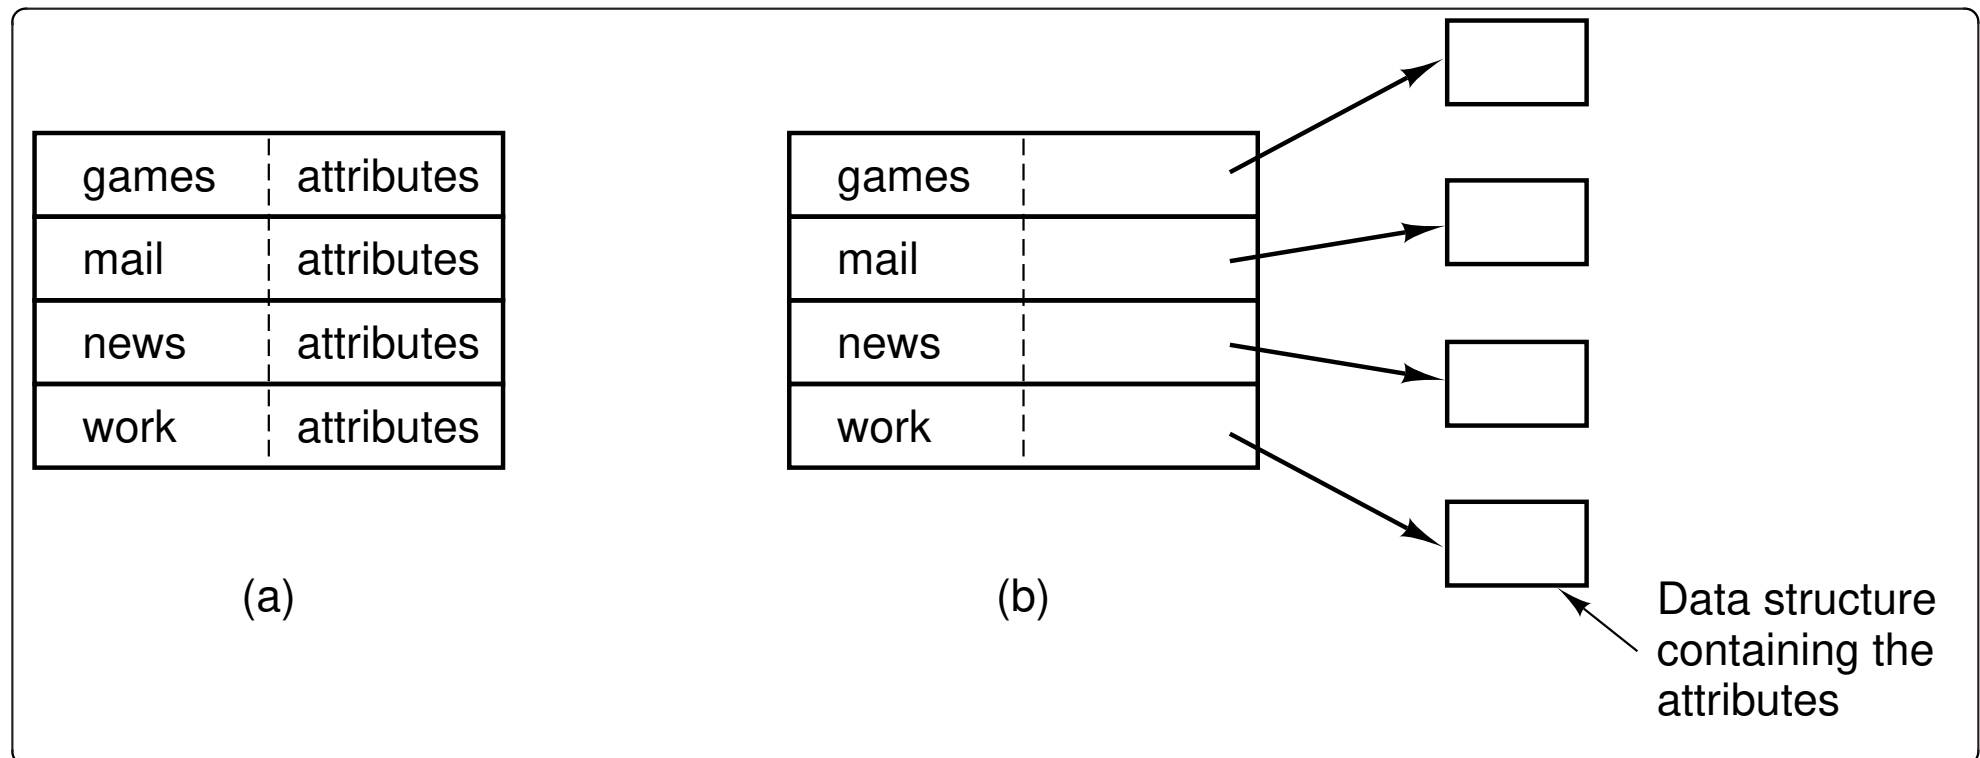 games attributes
mail attributes
news attributes
work attributes
(a)
games
mail
news
work
(b)
Data structure
containing the
attributes